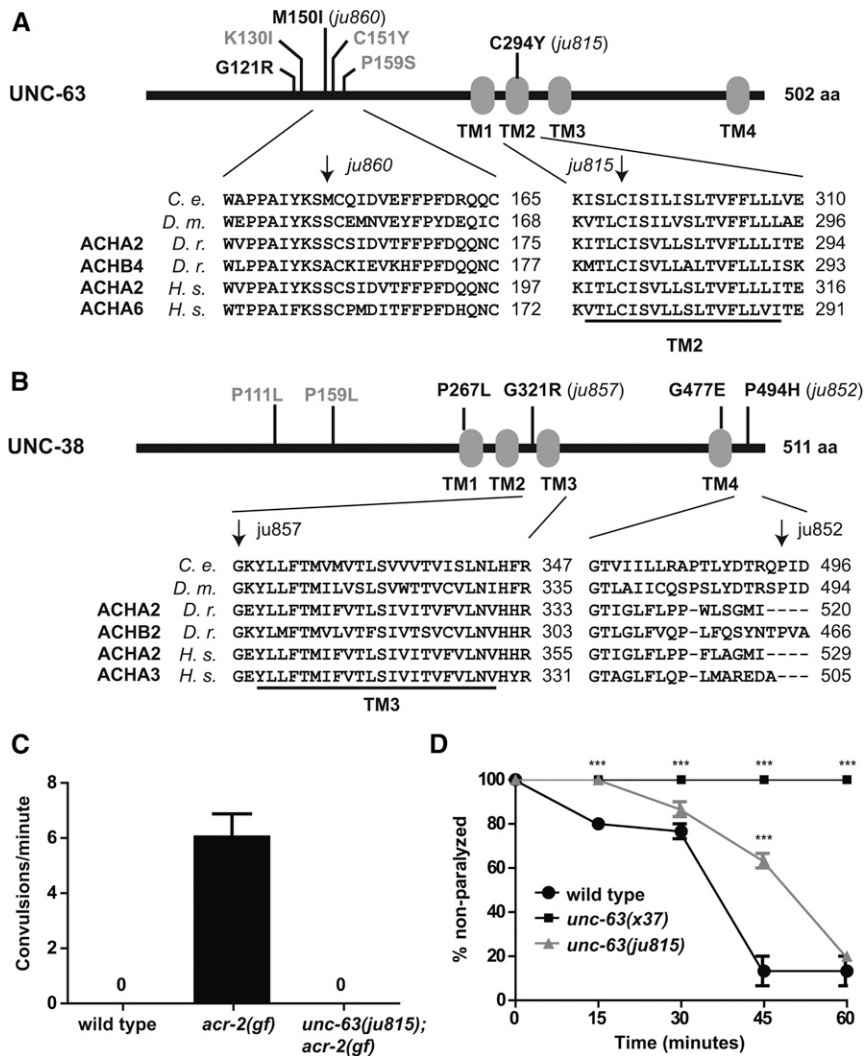 A
M150I (ju860)
K130I
C151Y
G121R
P159S
C294Y (ju815)
UNC-63
502 aa
TM1 TM2 TM3 TM4
ju860
ju815
C. e. WAPPAIYKSMCQIDVEFFPFDRQQC 165 KISLCISILISLTVFFLLLVE 310
D. m. WVPPAIYKSSCEMNVEYFPYDEQIC 168 KVTLCISILVSLTVFFLLLAE 296
ACHA2 D. r. WVPPAIYKSSCSIDVTFFPFDQQNC 175 KITLCISVLLSLTVFLLLITE 294
ACHB4 D. r. WLPPAIYKSACKIEVKHFPFDQQNC 177 KMTLCISVLLALTVFLLLISK 293
ACHA2 H. s. WTPPAIYKSSCSIDVTFFPFDQQNC 197 KITLCISVLLSLTVFLLLITE 316
ACHA6 H. s. WTPPAIFKSSCPMDITFFPFDHQNC 172 KVTLCISVLLSLTVFLLVITE 291
TM2
B
P111L P159L P267L G321R (ju857) G477E P494H (ju852)
UNC-38
511 aa
TM1 TM2 TM3 TM4
ju857
ju852
C. e. GKYLLFTMVMVTLSVVVTVISLNLHFR 347 GTVIILLRAPTLYDTRQPID 496
D. m. GKYLLFTMILVSLSVWTTVCVLNIHFR 335 GTLAIICQSPSLYDTRSPID 494
ACHA2 D. r. GEYLLFTMIFVTLSIVITVFVLNVHHR 333 GTIGLFLPP-WLSGMI---- 520
ACHB2 D. r. GKYLMFTMVLVTFSIVTSVCVLNVHHR 303 GTLGLFVQP-LFQSYNTPVA 466
ACHA2 H. s. GEYLLFTMIFVTLSIVITVFVLNVHHR 355 GTIGLFLPP-FLAGMI---- 529
ACHA3 H. s. GEYLLFTMIFVTLSIVITVFVLNVHYR 331 GTAGLFLQP-LMAREDA--- 505
TM3
C
Convulsions/minute
8
6
4
2
0
0
0
wild type
acr-2(gf)
unc-63(ju815);
acr-2(gf)
D
*** *** *** ***
***
% non-paralyzed
100
80
60
40
20
0
wild type
unc-63(x37)
unc-63(ju815)
0 15 30 45 60
Time (minutes)